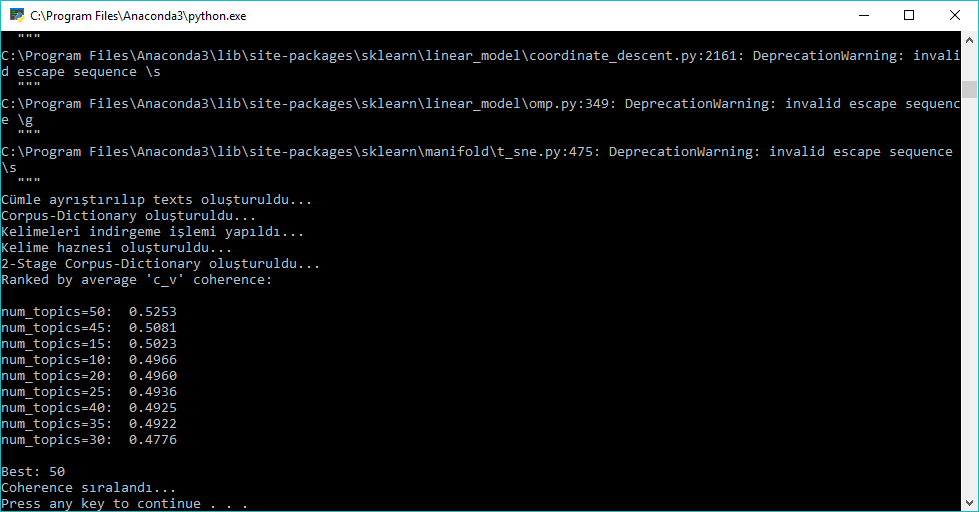 C:\Program Files\Anaconda3\python.exe
"""
C:\Program Files\Anaconda3\lib\site-packages\sklearn\linear_model\coordinate_descent.py:2161: DeprecationWarning: invali
d escape sequence \s
"""
C:\Program Files\Anaconda3\lib\site-packages\sklearn\linear_model\omp.py:349: DeprecationWarning: invalid escape sequenc
e \g
"""
C:\Program Files\Anaconda3\lib\site-packages\sklearn\manifold\t_sne.py:475: DeprecationWarning: invalid escape sequence
\s
"""
Cümle ayrıştırılıp texts oluşturuldu...
Corpus-Dictionary oluşturuldu...
Kelimeleri indirgeme işlemi yapıldı...
Kelime haznesi oluşturuldu...
2-Stage Corpus-Dictionary oluşturuldu...
Ranked by average 'c_v' coherence:
num_topics=50:  0.5253
num_topics=45:  0.5081
num_topics=15:  0.5023
num_topics=10:  0.4966
num_topics=20:  0.4960
num_topics=25:  0.4936
num_topics=40:  0.4925
num_topics=35:  0.4922
num_topics=30:  0.4776
Best: 50
Coherence sıralandı...
Press any key to continue . . .